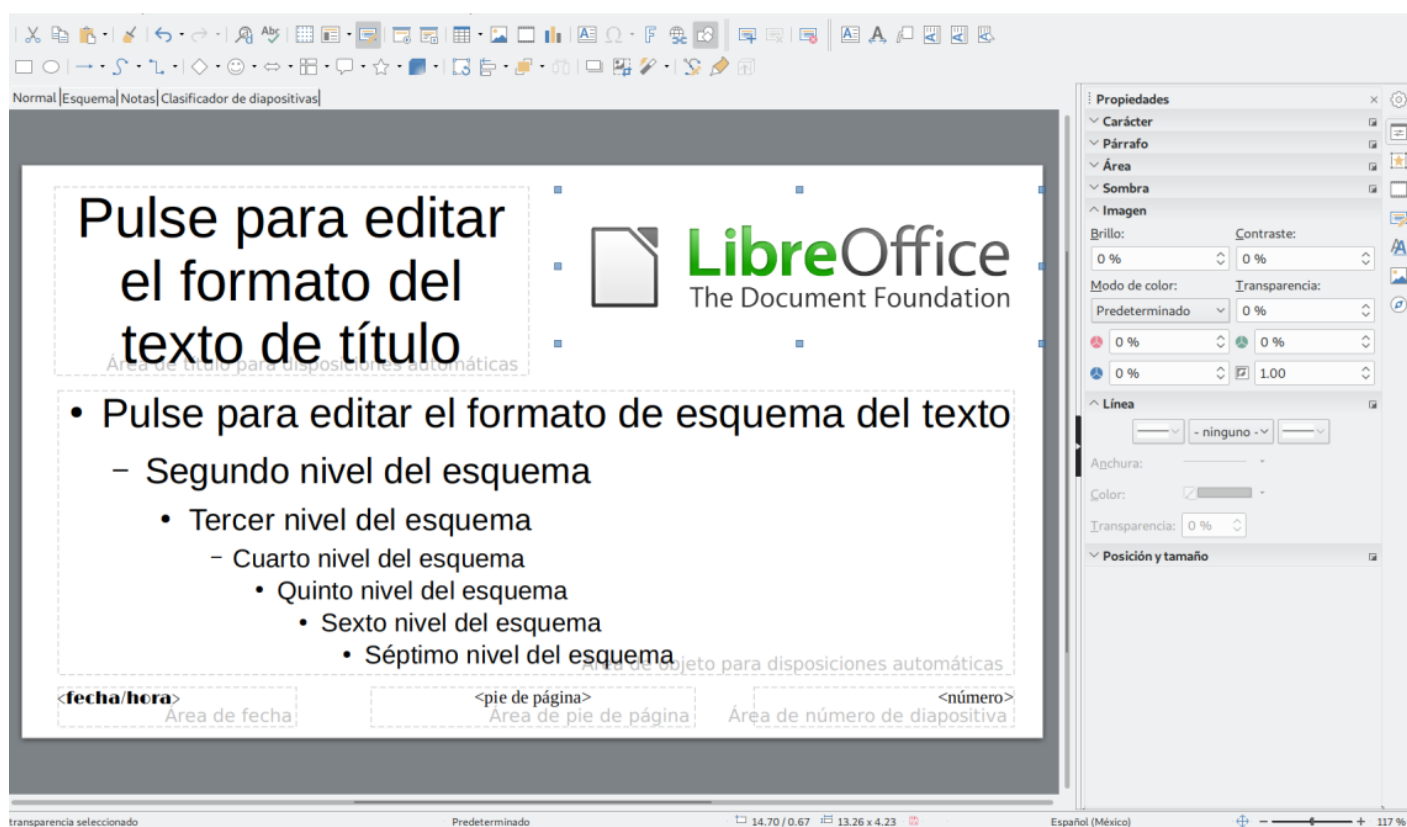 Normal Esquema Notas Clasificador de diapositivas
Pulse para editar
el formato del
texto de título
Área de título para disposiciones automáticas
LibreOffice
The Document Foundation
• Pulse para editar el formato de esquema del texto
– Segundo nivel del esquema
• Tercer nivel del esquema
– Cuarto nivel del esquema
• Quinto nivel del esquema
• Sexto nivel del esquema
• Séptimo nivel del esquema
Área de objeto para disposiciones automáticas
<fecha/hora> <pie de página> <número>
Área de fecha Área de pie de página Área de número de diapositiva
Propiedades
Carácter
Párrafo
Área
Sombra
Imagen
Brillo: Contraste:
0 % 0 %
Modo de color: Transparencia:
Predeterminado 0 %
0 % 0 %
0 % 1.00
Línea
- ninguno -
Anchura:
Color:
Transparencia: 0 %
Posición y tamaño
transparencia seleccionado Predeterminado 14.70 / 0.67 13.26 x 4.23 Español (México) 117 %